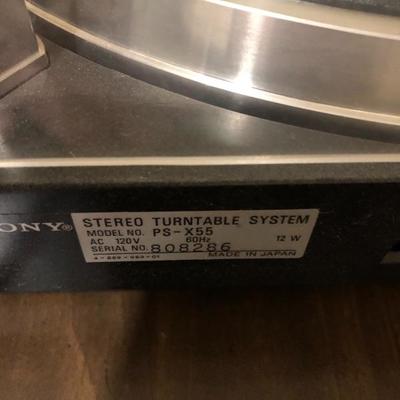 SONY®
STEREO TURNTABLE SYSTEM
MODEL NO. PS-X55
AC 120V 60Hz 12 W
SERIAL NO. 808286
MADE IN JAPAN